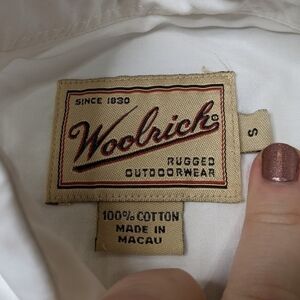 SINCE 1830
Woolrich®
RUGGED
OUTDOORWEAR
S
100% COTTON
MADE IN
MACAU